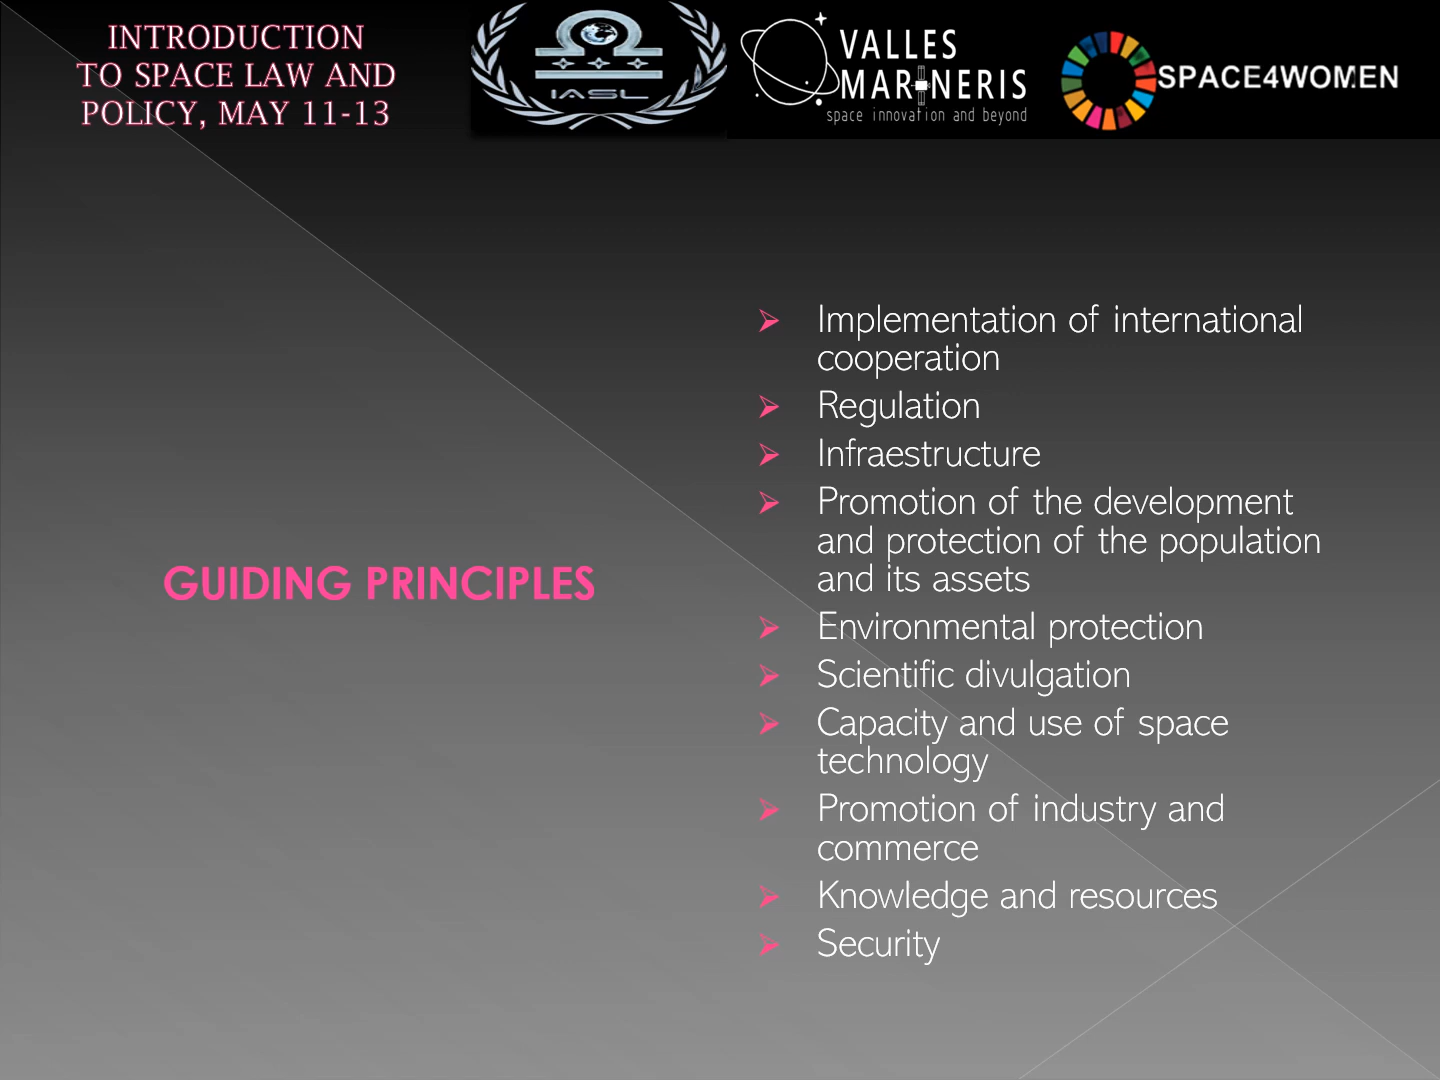 INTRODUCTION
TO SPACE LAW AND
POLICY, MAY 11-13
IASL
VALLES
MARINERIS
space innovation and beyond
SPACE4WOMEN
GUIDING PRINCIPLES
Implementation of international
cooperation
Regulation
Infraestructure
Promotion of the development
and protection of the population
and its assets
Environmental protection
Scientific divulgation
Capacity and use of space
technology
Promotion of industry and
commerce
Knowledge and resources
Security